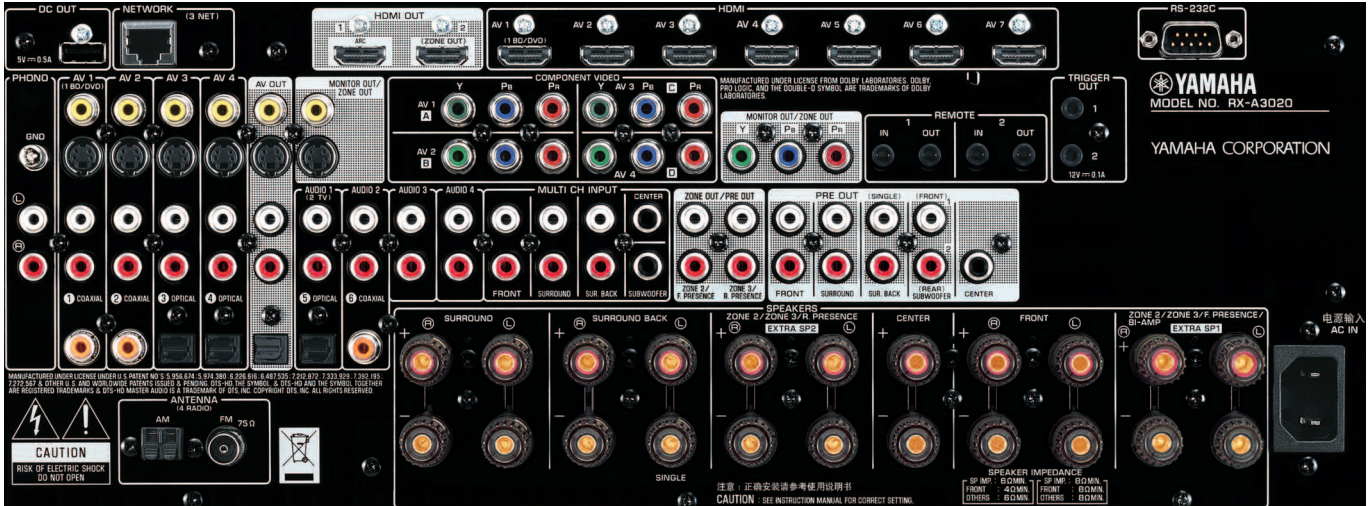 DC OUT
5V⎓0.5A
NETWORK
(3 NET)
HDMI OUT
1
2
ARC
(ZONE OUT)
HDMI
AV 1
AV 2
AV 3
AV 4
AV 5
AV 6
AV 7
(1 BD/DVD)
RS-232C
YAMAHA
MODEL NO. RX-A3020
YAMAHA CORPORATION
PHONO
AV 1
AV 2
AV 3
AV 4
(1 BD/DVD)
AV OUT
MONITOR OUT/
ZONE OUT
GND
COMPONENT VIDEO
Y
PB
PR
Y
AV 3
PB
C
PR
AV 1
A
AV 2
B
AV 4
D
MANUFACTURED UNDER LICENSE FROM DOLBY LABORATORIES. DOLBY,
PRO LOGIC, AND THE DOUBLE-D SYMBOL ARE TRADEMARKS OF DOLBY
LABORATORIES.
MONITOR OUT/ZONE OUT
Y
PB
PR
REMOTE
1
2
IN
OUT
IN
OUT
TRIGGER
OUT
1
2
12V⎓0.1A
L
R
AUDIO 1
AUDIO 2
AUDIO 3
AUDIO 4
(2 TV)
MULTI CH INPUT
CENTER
FRONT
SURROUND
SUR. BACK
SUBWOOFER
ZONE OUT/PRE OUT
ZONE 2/
F. PRESENCE
ZONE 3/
R. PRESENCE
PRE OUT
(SINGLE)
(FRONT)
1
2
FRONT
SURROUND
SUR. BACK
(REAR)
SUBWOOFER
CENTER
1 COAXIAL
2 COAXIAL
3 OPTICAL
4 OPTICAL
5 OPTICAL
6 COAXIAL
MANUFACTURED UNDER LICENSE UNDER U.S. PATENT NO'S: 5,956,674 : 5,974,380 : 6,226,616 : 6,487,535 : 7,212,872 : 7,333,929 : 7,392,195 :
7,272,567 & OTHER U.S. AND WORLDWIDE PATENTS ISSUED & PENDING. DTS-HD, THE SYMBOL, & DTS-HD AND THE SYMBOL TOGETHER
ARE REGISTERED TRADEMARKS & DTS-HD MASTER AUDIO IS A TRADEMARK OF DTS, INC. COPYRIGHT DTS, INC. ALL RIGHTS RESERVED.
CAUTION
RISK OF ELECTRIC SHOCK
DO NOT OPEN
ANTENNA
(4 RADIO)
AM
FM
75Ω
SPEAKERS
SURROUND
R
L
SURROUND BACK
R
L
SINGLE
ZONE 2/ZONE 3/R. PRESENCE
EXTRA SP2
R
L
CENTER
FRONT
R
L
ZONE 2/ZONE 3/F. PRESENCE/
BI-AMP
EXTRA SP1
R
L
电源输入
AC IN
注意 : 正确安装请参考使用说明书
CAUTION : SEE INSTRUCTION MANUAL FOR CORRECT SETTING.
SPEAKER IMPEDANCE
SP IMP. : 6ΩMIN.
FRONT : 4ΩMIN.
OTHERS : 6ΩMIN.
SP IMP. : 8ΩMIN.
FRONT : 8ΩMIN.
OTHERS : 8ΩMIN.